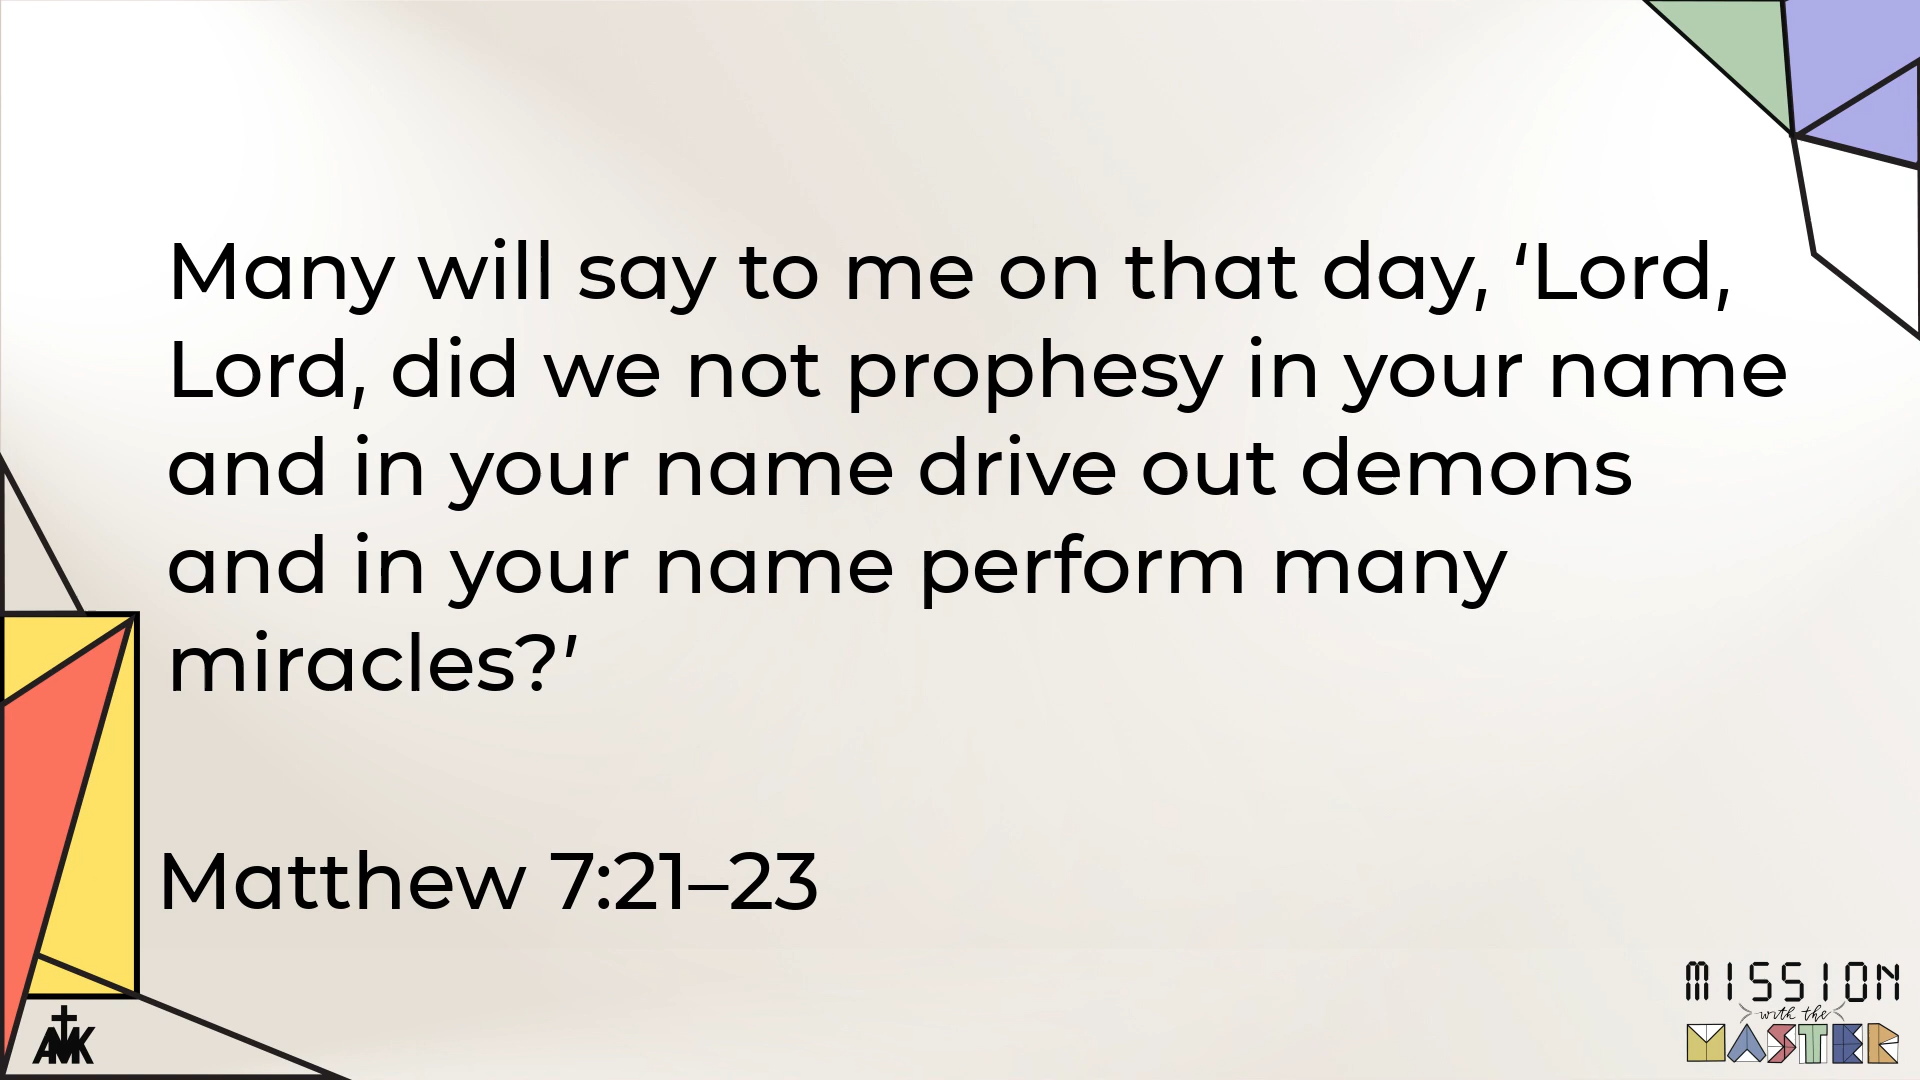 Many will say to me on that day, ‘Lord,
Lord, did we not prophesy in your name
and in your name drive out demons
and in your name perform many
miracles?’
Matthew 7:21–23
AMK
MISSION
with the
MASTER